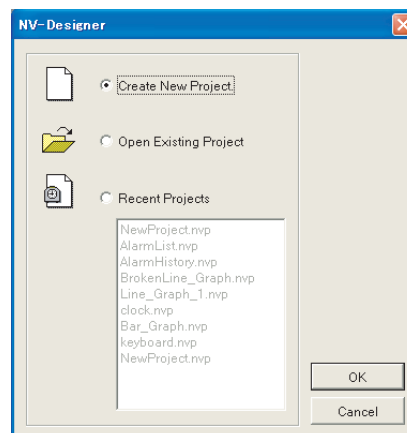 NV-Designer
Create New Project.
Open Existing Project
Recent Projects
NewProject.nvp
AlarmList.nvp
AlarmHistory.nvp
BrokenLine_Graph.nvp
Line_Graph_1.nvp
clock.nvp
Bar_Graph.nvp
keyboard.nvp
NewProject.nvp
OK
Cancel